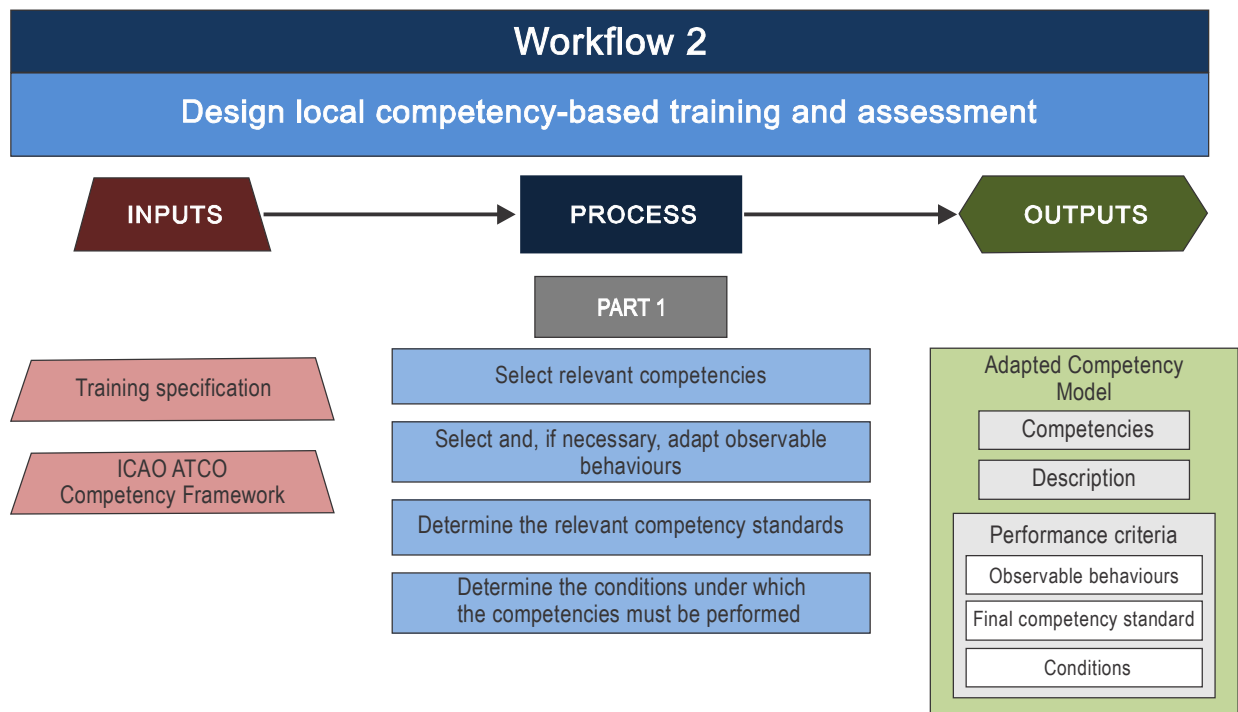 Workflow 2
Design local competency-based training and assessment
INPUTS
PROCESS
OUTPUTS
PART 1
Training specification
ICAO ATCO
Competency Framework
Select relevant competencies
Select and, if necessary, adapt observable
behaviours
Determine the relevant competency standards
Determine the conditions under which
the competencies must be performed
Adapted Competency
Model
Competencies
Description
Performance criteria
Observable behaviours
Final competency standard
Conditions